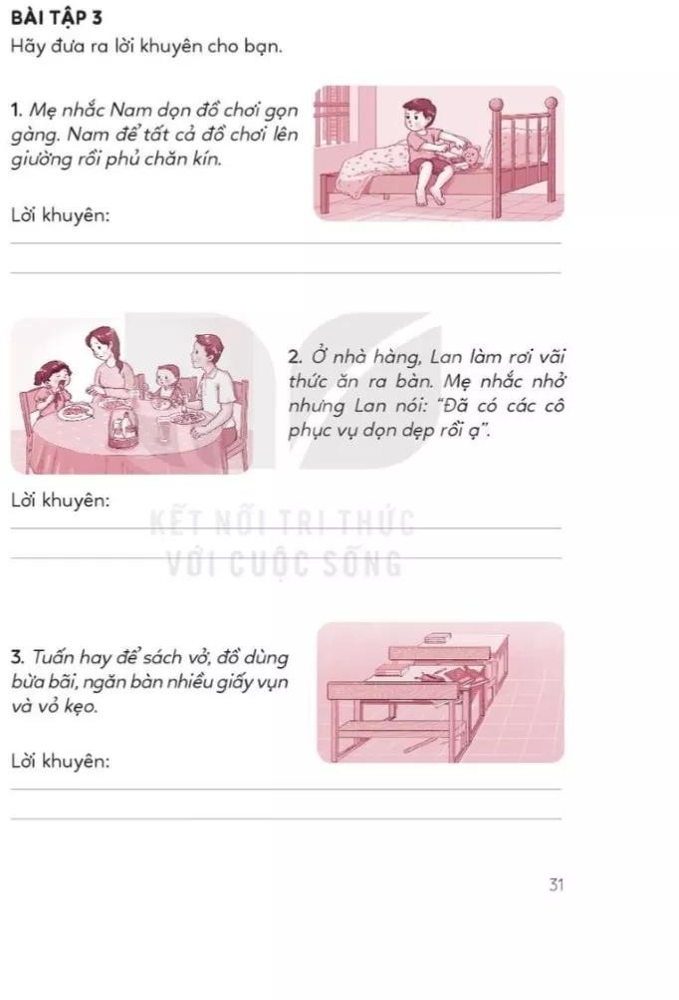 BÀI TẬP 3
Hãy đưa ra lời khuyên cho bạn.
1. Mẹ nhắc Nam dọn đồ chơi gọn
gàng. Nam để tất cả đồ chơi lên
giường rồi phủ chăn kín.
Lời khuyên:
2. Ở nhà hàng, Lan làm rơi vãi
thức ăn ra bàn. Mẹ nhắc nhở
nhưng Lan nói: “Đã có các cô
phục vụ dọn dẹp rồi ạ”.
Lời khuyên:
KẾT NỐI TRI THỨC
VỚI CUỘC SỐNG
3. Tuấn hay để sách vở, đồ dùng
bừa bãi, ngăn bàn nhiều giấy vụn
và vỏ kẹo.
Lời khuyên:
31